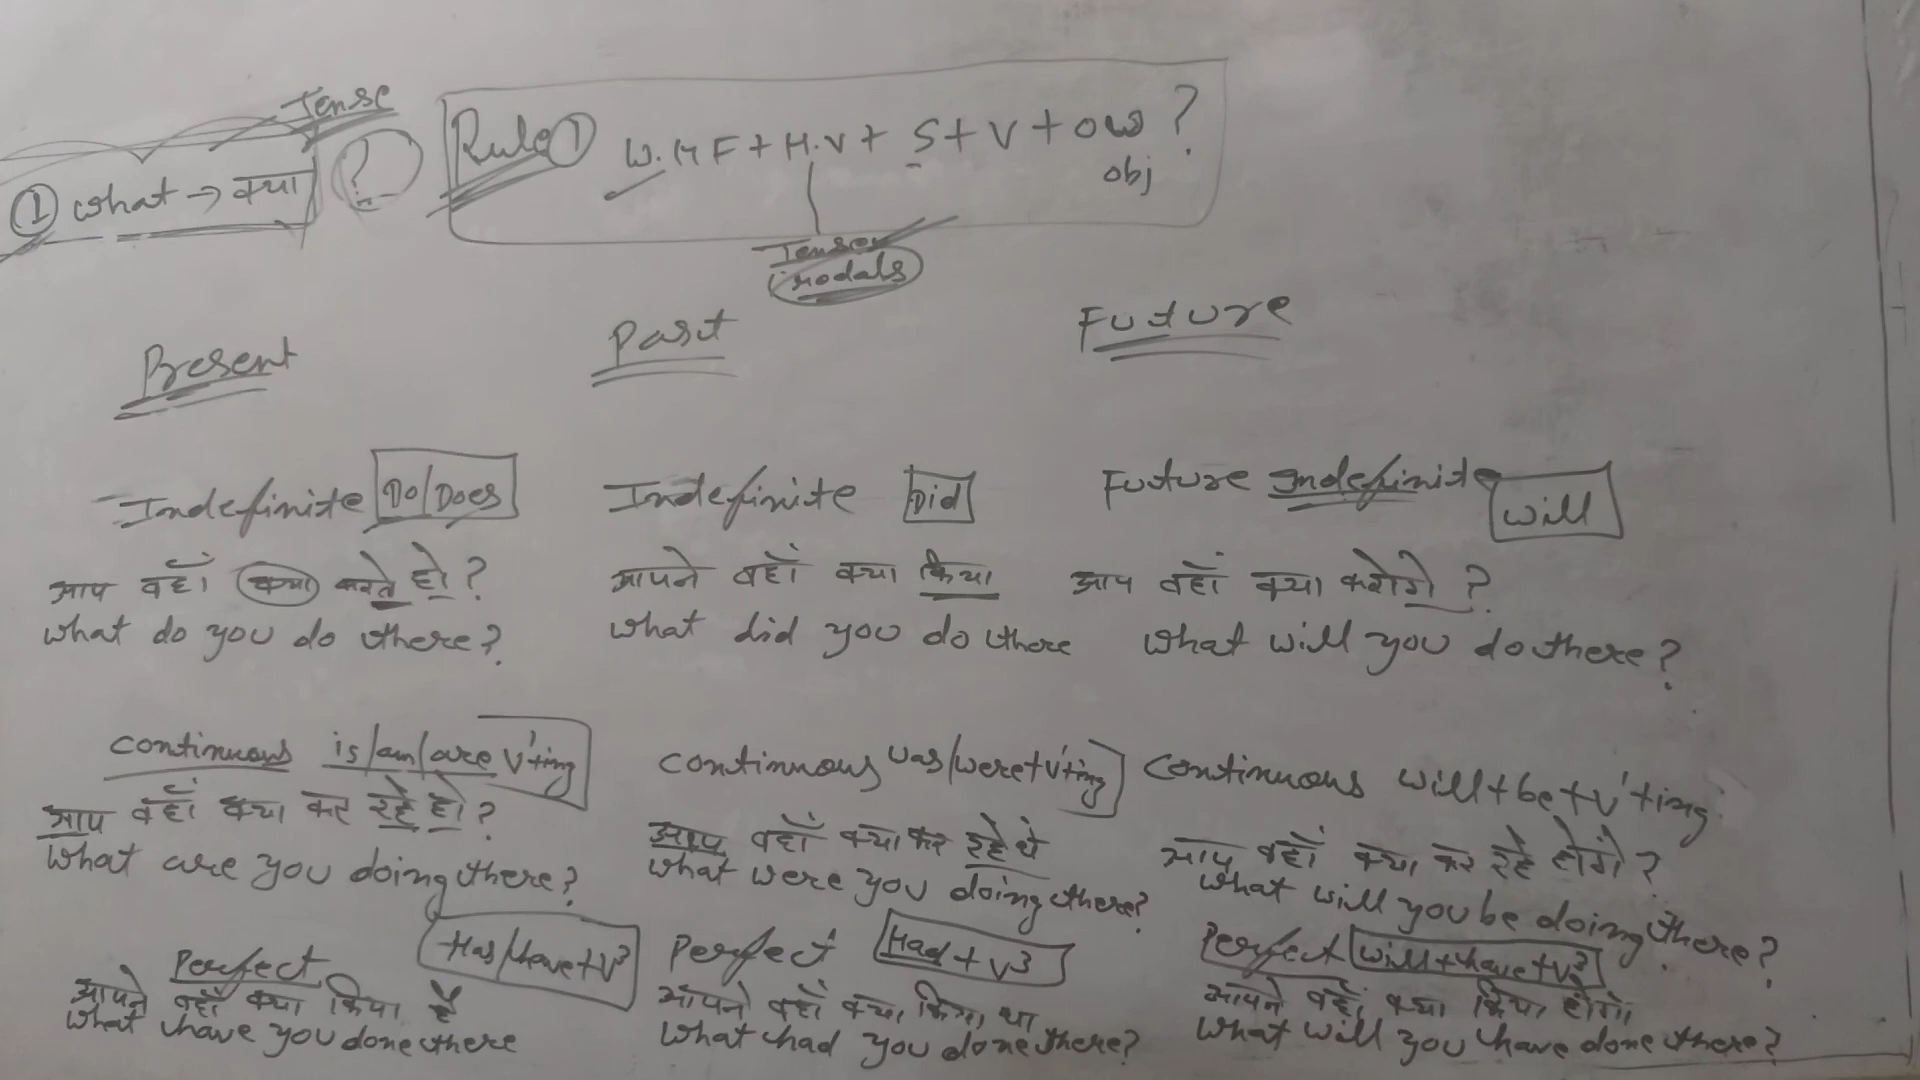 Tense
① what → क्या ?
Rule ① W.H F + H.V + S + V + OW ?
obj
Tense
modals
Present
Past
Future
Indefinite Do/Does
आप वहाँ क्या करते हो ?
what do you do there?
Indefinite Did
आपने वहाँ क्या किया
what did you do there
Future Indefinite will
आप वहाँ क्या करोगे ?
what will you do there?
continuous is/am/are V'+ing
आप वहाँ क्या कर रहे हो ?
what are you doing there?
continuous was/were+V'+ing
आप वहाँ क्या कर रहे थे
what were you doing there?
Continuous will+be+V'+ing
आप वहाँ क्या कर रहे होंगे ?
what will you be doing there?
Perfect Has/have+V³
आपने वहाँ क्या किया है
what have you done there
Perfect Had+V³
आपने वहाँ क्या किया था
what had you done there?
Perfect will+have+V³
आपने वहाँ क्या किया होगा
what will you have done there?